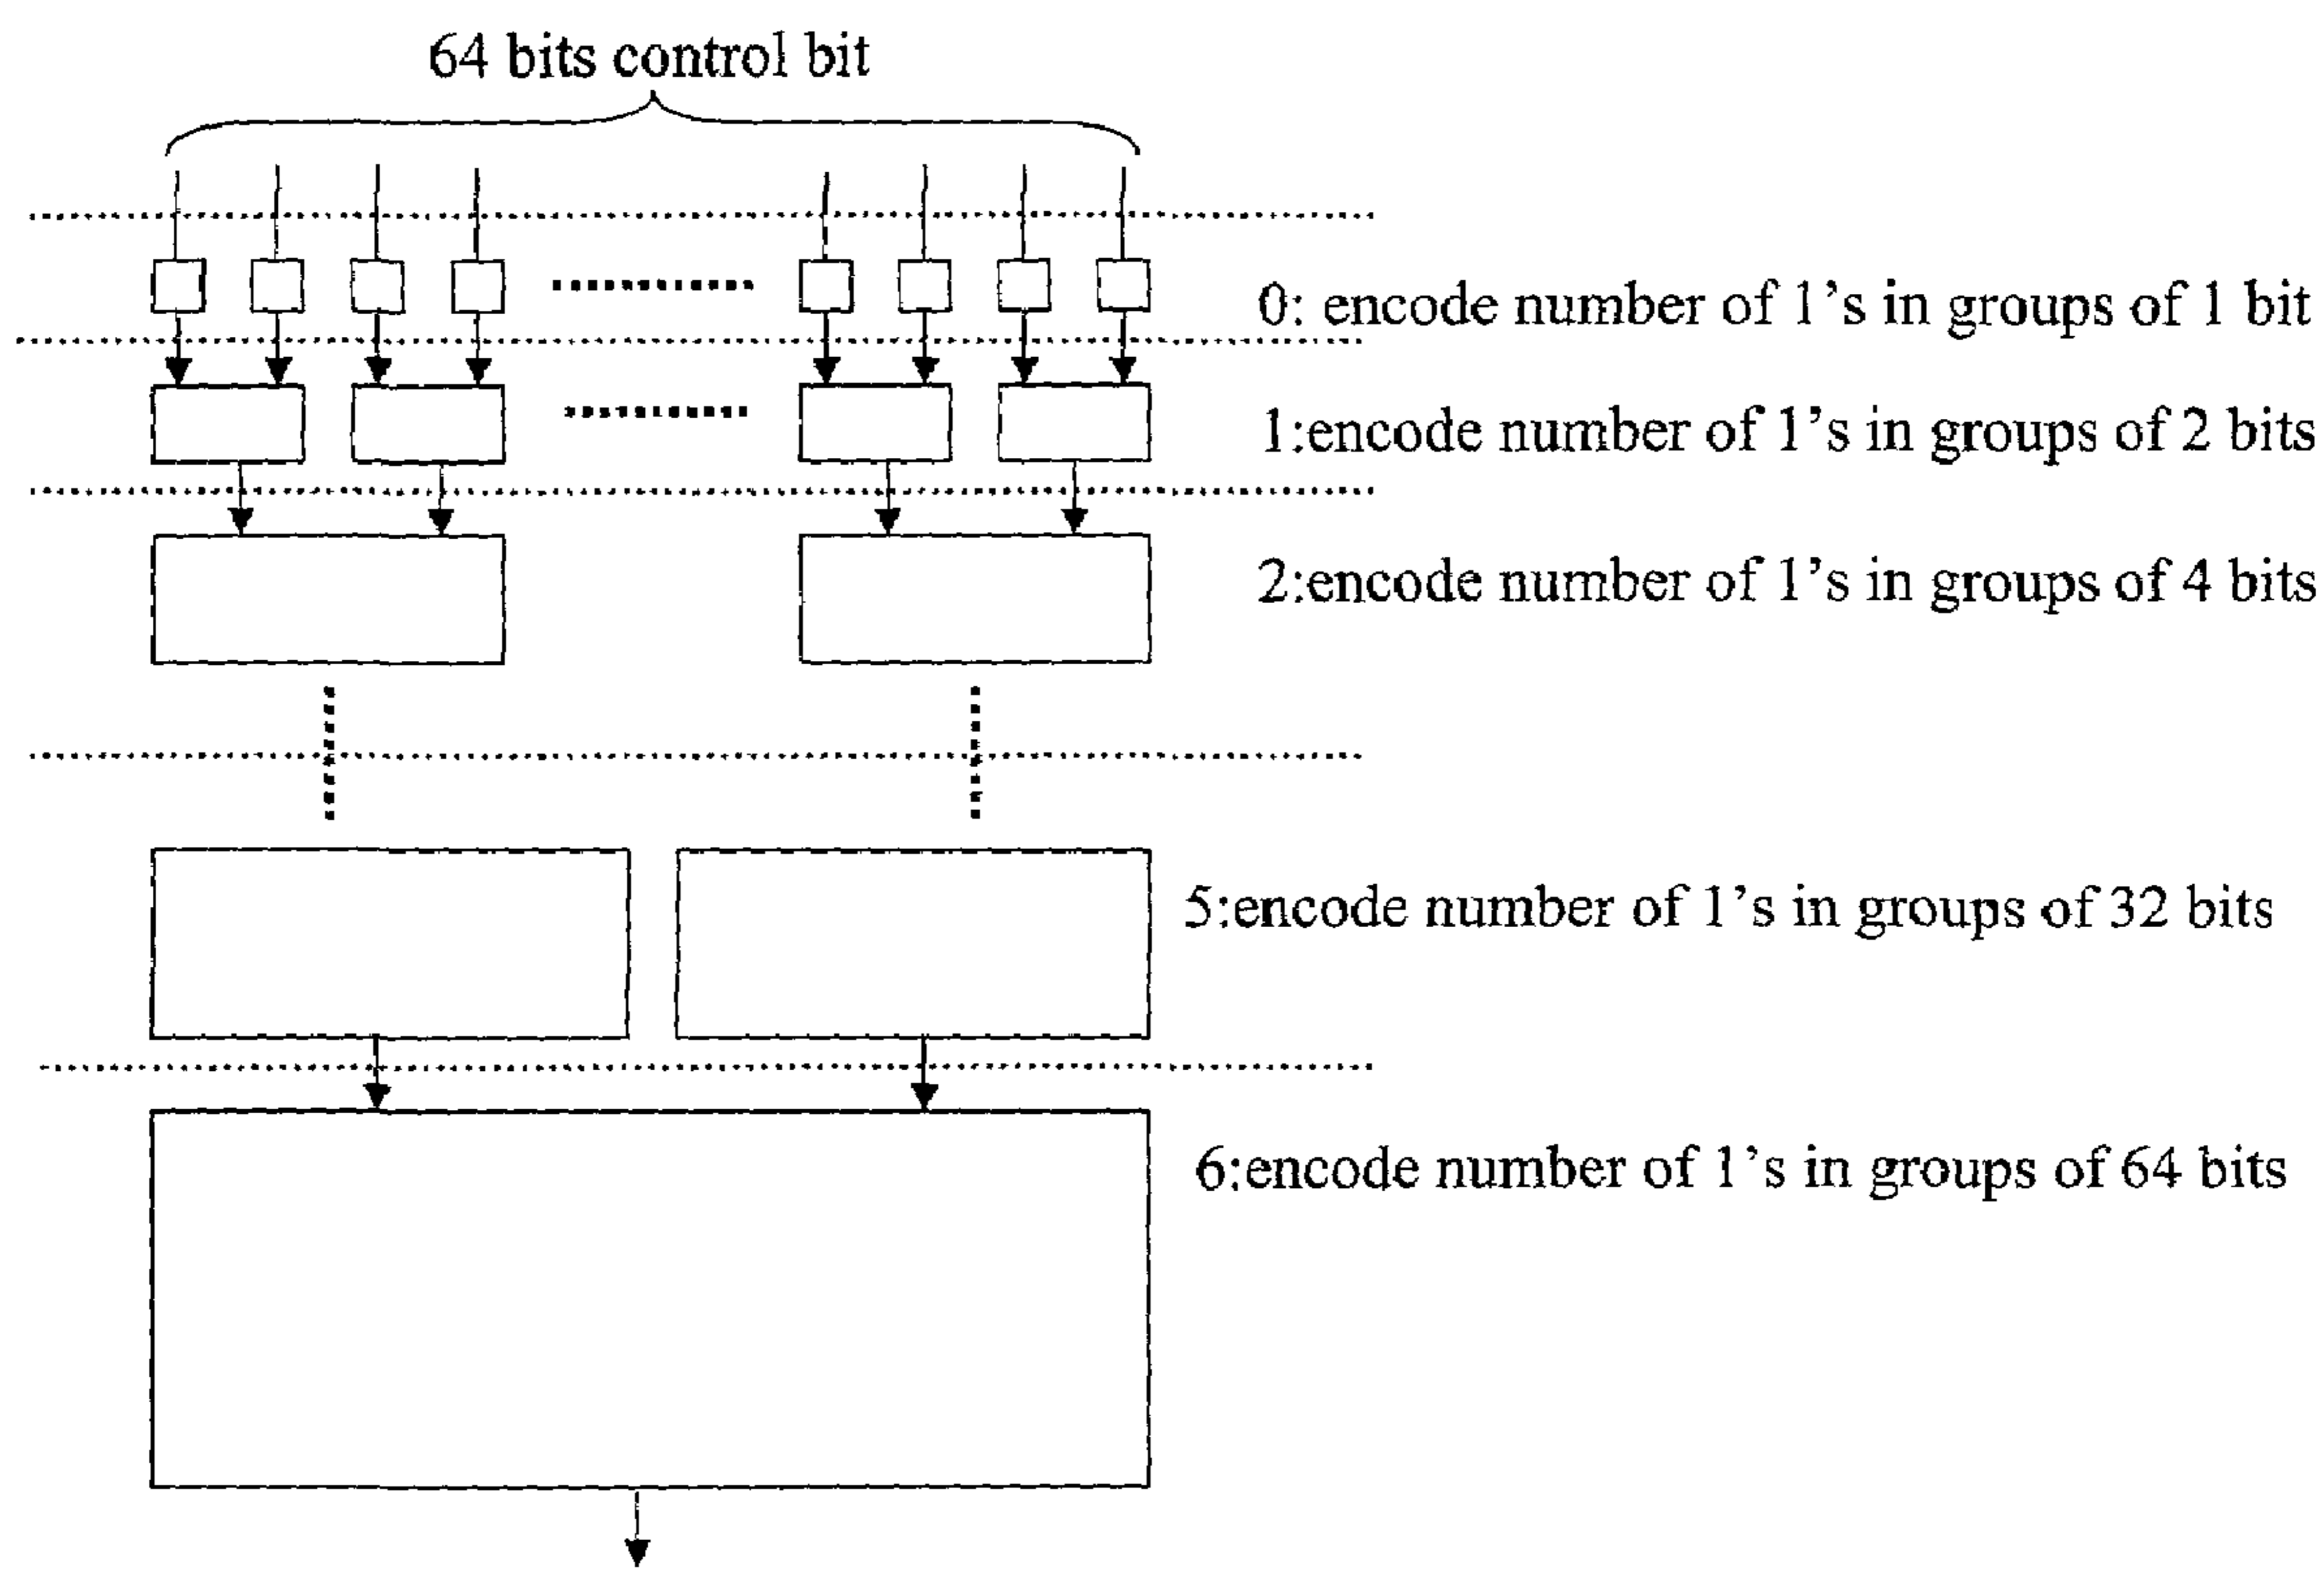 64 bits control bit
0: encode number of 1's in groups of 1 bit
1:encode number of 1's in groups of 2 bits
2:encode number of 1's in groups of 4 bits
5:encode number of 1's in groups of 32 bits
6:encode number of 1's in groups of 64 bits